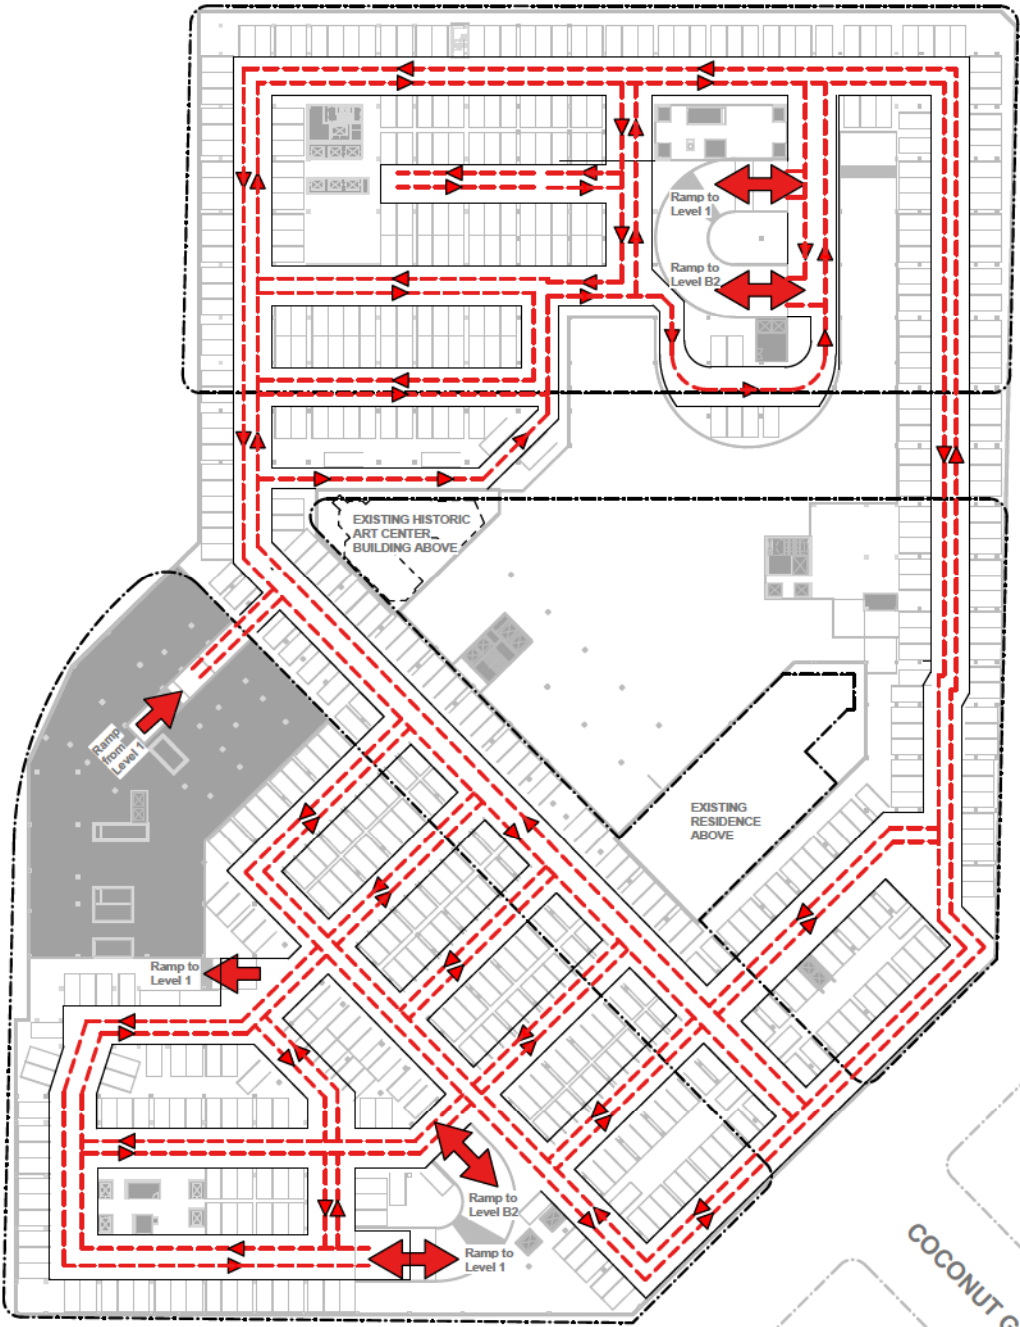 Ramp to
Level 1
Ramp to
Level B2
EXISTING HISTORIC
ART CENTER
BUILDING ABOVE
Ramp
from
Level 1
EXISTING
RESIDENCE
ABOVE
Ramp to
Level 1
Ramp to
Level B2
Ramp to
Level 1
COCONUT G